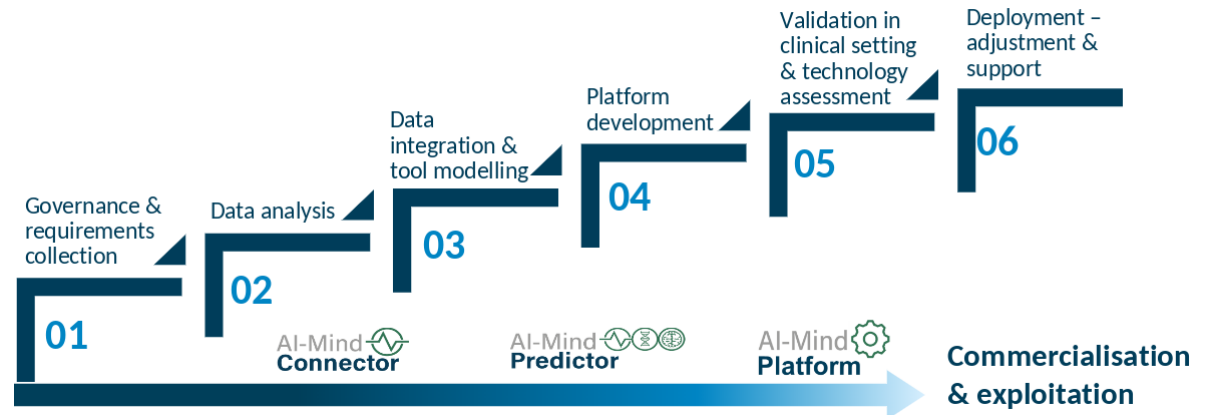 Governance &
requirements
collection
01
Data analysis
02
Data
integration &
tool modelling
03
Platform
development
04
Validation in
clinical setting
& technology
assessment
05
Deployment –
adjustment &
support
06
AI-Mind
Connector
AI-Mind
Predictor
AI-Mind
Platform
Commercialisation
& exploitation